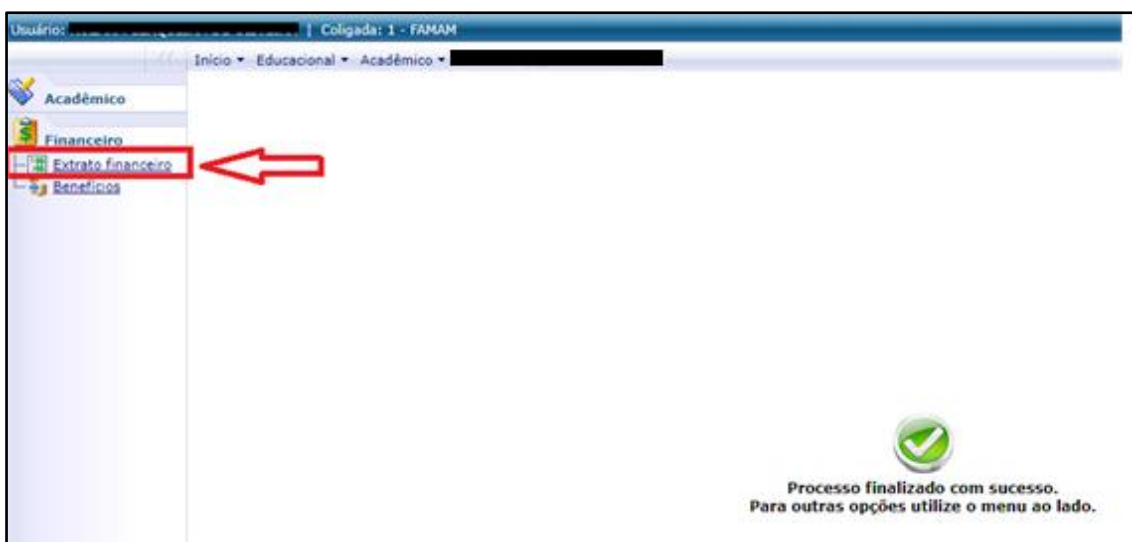 Usuário: | Coligada: 1 - FAMAM
Início Educacional Acadêmico
Acadêmico
Financeiro
Extrato financeiro
Benefícios
Processo finalizado com sucesso.
Para outras opções utilize o menu ao lado.